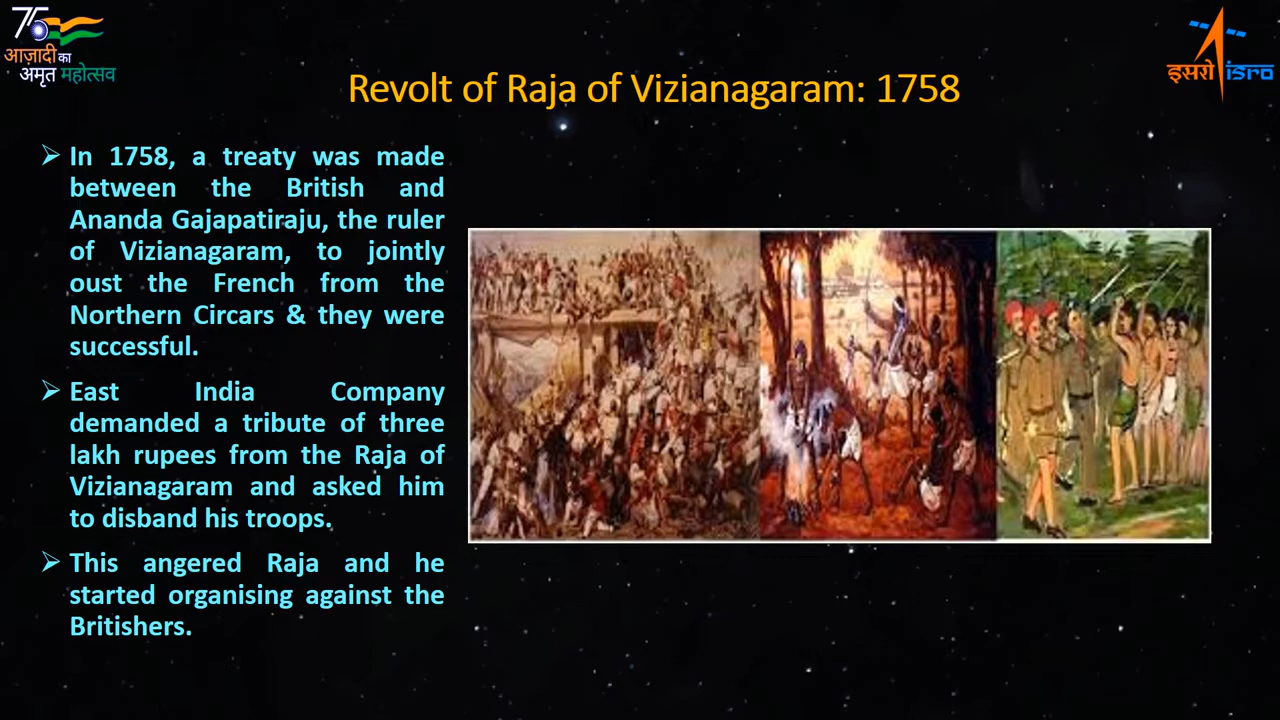 75
आज़ादी का
अमृत महोत्सव
इसरो isro
Revolt of Raja of Vizianagaram: 1758
In 1758, a treaty was made
between the British and
Ananda Gajapatiraju, the ruler
of Vizianagaram, to jointly
oust the French from the
Northern Circars & they were
successful.
East India Company
demanded a tribute of three
lakh rupees from the Raja of
Vizianagaram and asked him
to disband his troops.
This angered Raja and he
started organising against the
Britishers.